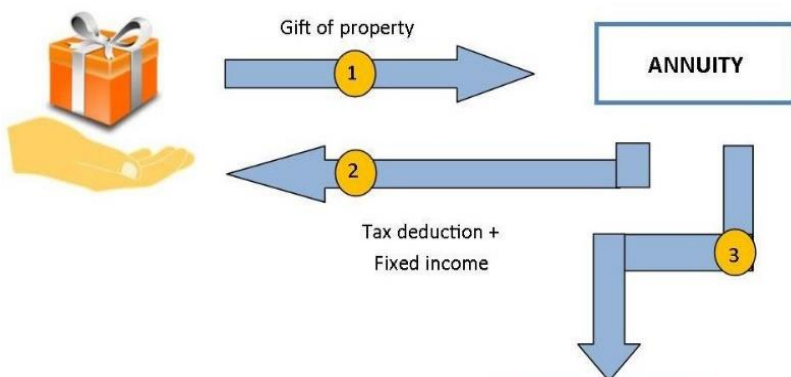 Gift of property
1
ANNUITY
2
Tax deduction +
Fixed income
3